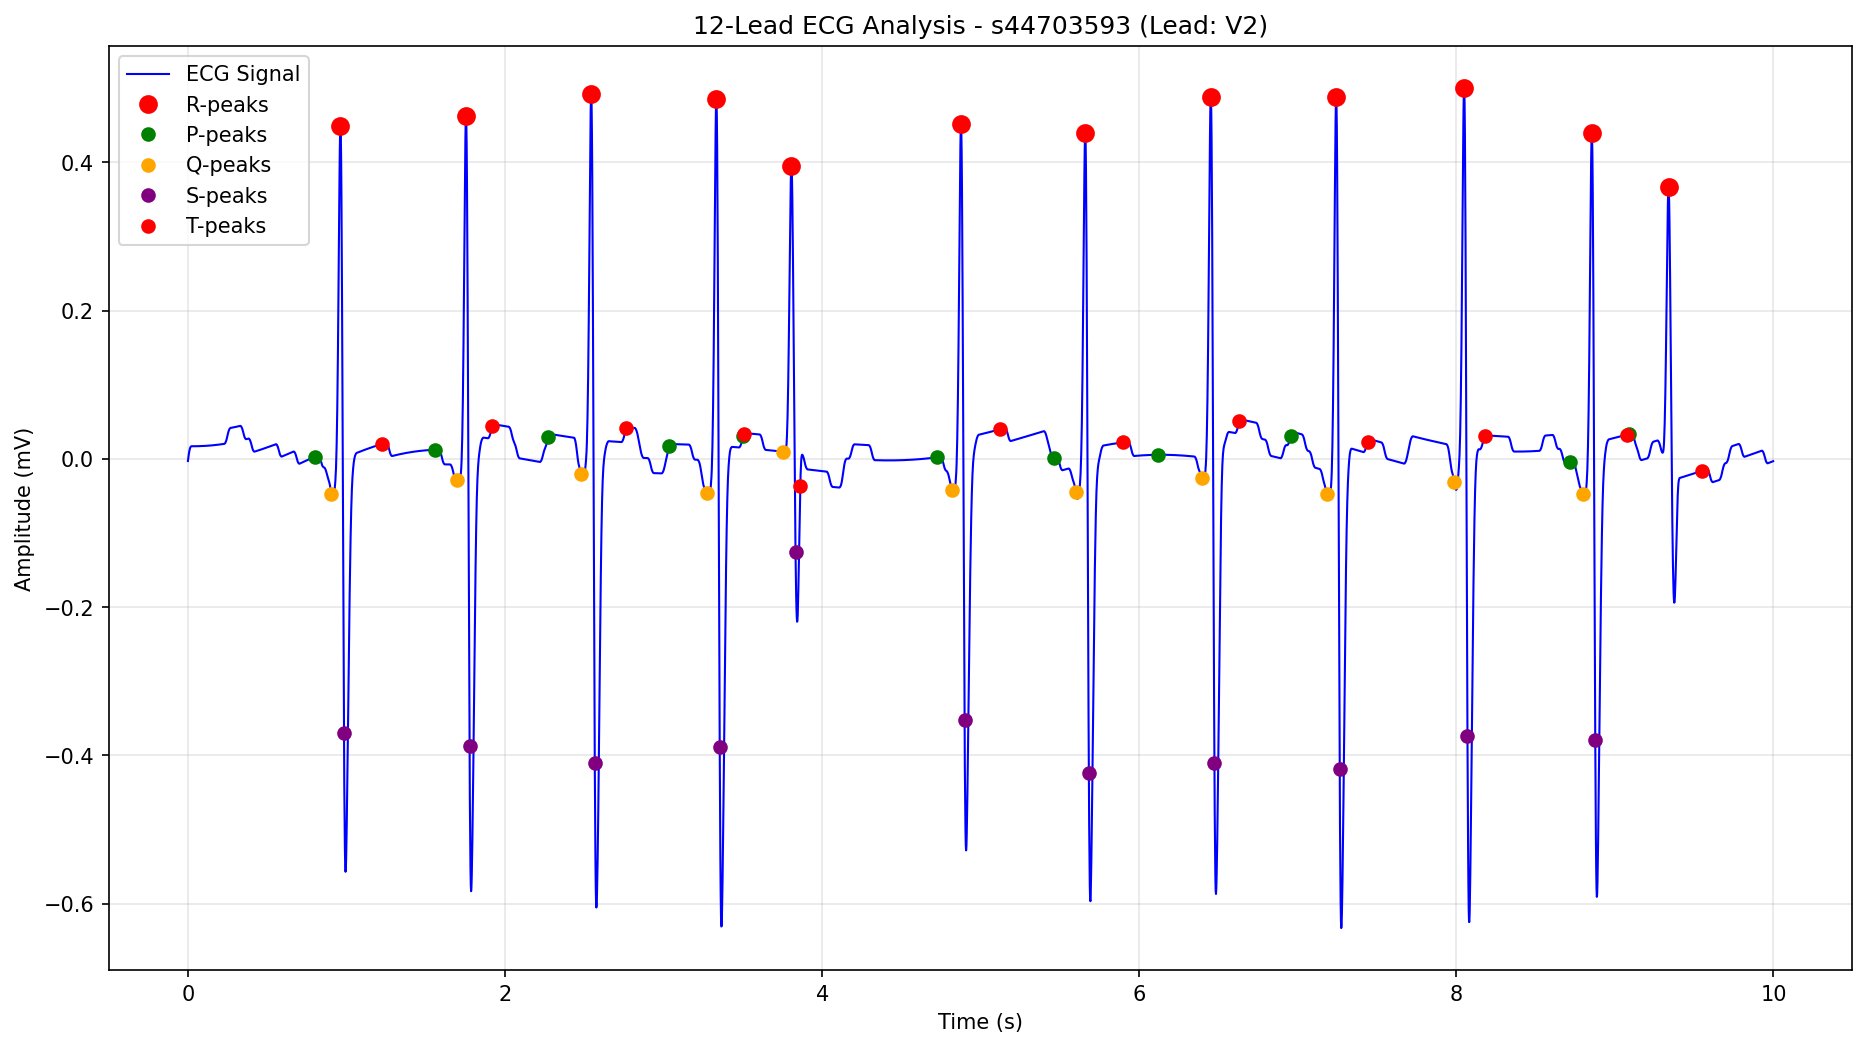 12-Lead ECG Analysis - s44703593 (Lead: V2)
ECG Signal
R-peaks
P-peaks
Q-peaks
S-peaks
T-peaks
Amplitude (mV)
0.4
0.2
0.0
−0.2
−0.4
−0.6
0 2 4 6 8 10
Time (s)